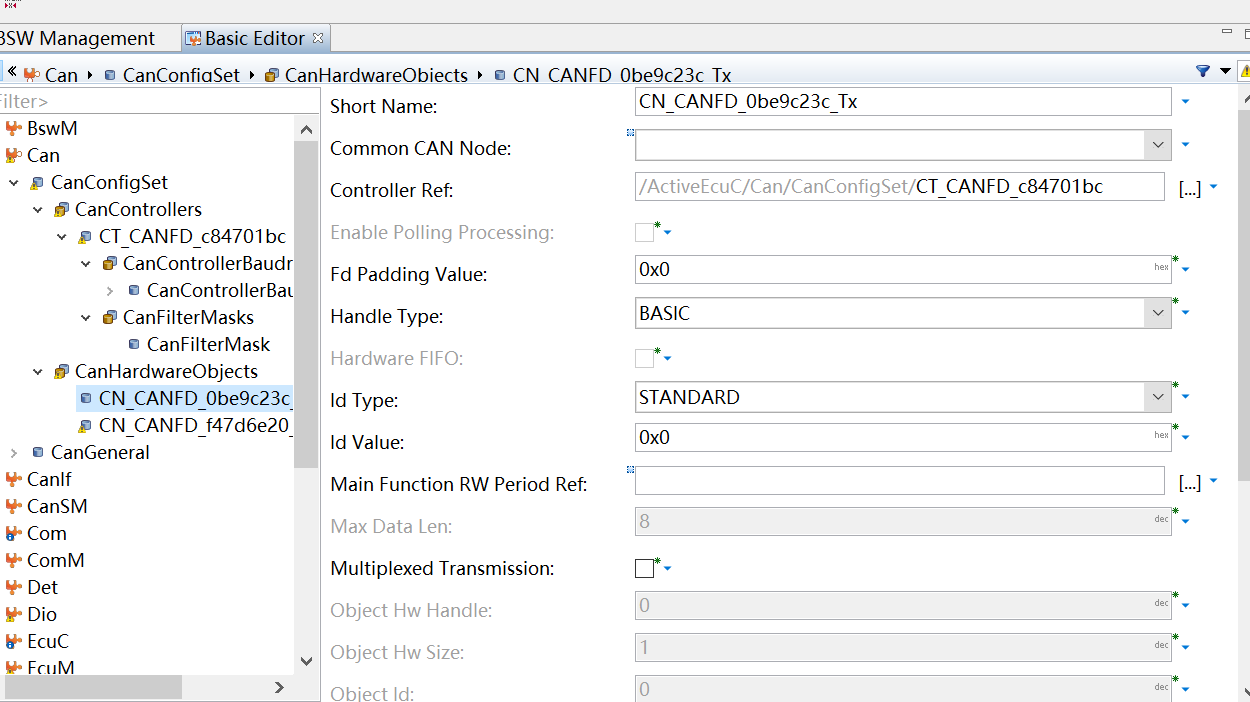 BSW Management
Basic Editor
Can
CanConfigSet
CanHardwareObjects
CN_CANFD_0be9c23c_Tx
Filter>
BswM
Can
CanConfigSet
CanControllers
CT_CANFD_c84701bc
CanControllerBaudr
CanControllerBau
CanFilterMasks
CanFilterMask
CanHardwareObjects
CN_CANFD_0be9c23c_
CN_CANFD_f47d6e20_
CanGeneral
CanIf
CanSM
Com
ComM
Det
Dio
EcuC
EcuM
Short Name: CN_CANFD_0be9c23c_Tx
Common CAN Node:
Controller Ref: /ActiveEcuC/Can/CanConfigSet/CT_CANFD_c84701bc [...]
Enable Polling Processing:
Fd Padding Value: 0x0 hex
Handle Type: BASIC
Hardware FIFO:
Id Type: STANDARD
Id Value: 0x0 hex
Main Function RW Period Ref: [...]
Max Data Len: 8 dec
Multiplexed Transmission:
Object Hw Handle: 0 dec
Object Hw Size: 1 dec
Object Id: 0 dec